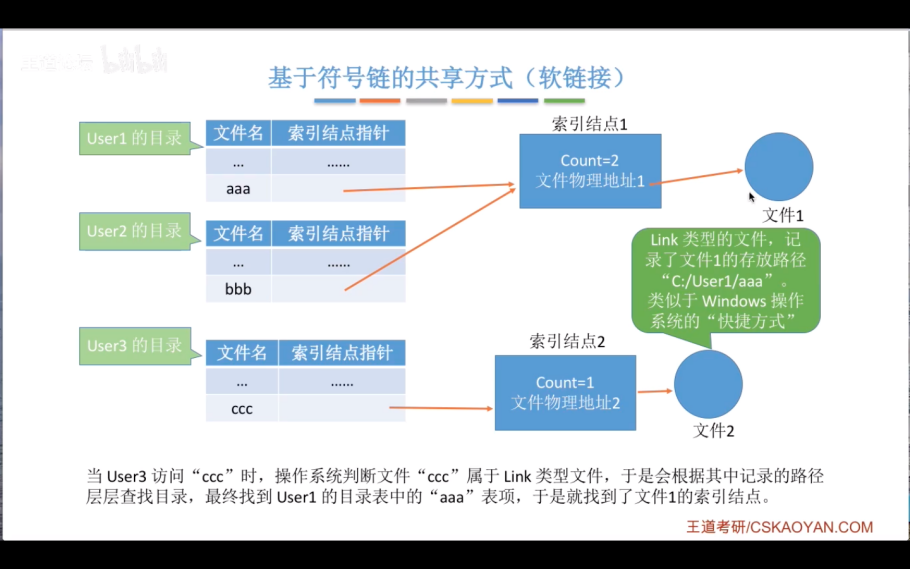 bilibili
基于符号链的共享方式（软链接）
User1 的目录
文件名 索引结点指针
... ......
aaa
User2 的目录
文件名 索引结点指针
... ......
bbb
User3 的目录
文件名 索引结点指针
... ......
ccc
索引结点1
Count=2
文件物理地址1
文件1
Link 类型的文件，记
录了文件1的存放路径
“C:/User1/aaa”。
类似于 Windows 操作
系统的“快捷方式”
索引结点2
Count=1
文件物理地址2
文件2
当 User3 访问“ccc”时，操作系统判断文件“ccc”属于 Link 类型文件，于是会根据其中记录的路径
层层查找目录，最终找到 User1 的目录表中的“aaa”表项，于是就找到了文件1的索引结点。
王道考研/CSKAOYAN.COM